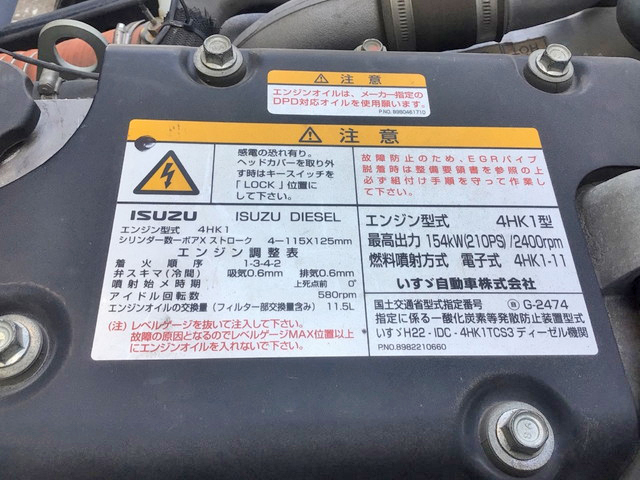 注意
エンジンオイルは、メーカー指定の
DPD対応オイルを使用願います。
P.NO. 8980461710
注意
感電の恐れ有り。
ヘッドカバーを取り外
す時はキースイッチを
「LOCK」位置に
して下さい。
故障防止のため、EGRパイプ
脱着時は整備要領書を参照の上
必ず組付け手順を守って作業し
て下さい。
ISUZU ISUZU DIESEL
エンジン型式 4HK1
シリンダー数ーボアX ストローク 4-115X125mm
エンジン調整表
着火順序 1-3-4-2
弁スキマ(冷間) 吸気0.6mm 排気0.6mm
噴射始メ時期 上死点前 0°
アイドル回転数 580rpm
エンジンオイルの交換量(フィルター部交換量含み) 11.5L
(注)レベルゲージを抜いて注入して下さい。
故障の原因となるのでレベルゲージMAX位置以上
にエンジンオイルを入れないで下さい。
エンジン型式 4HK1型
最高出力 154kW(210PS)/2400rpm
燃料噴射方式 電子式 4HK1-11
いすゞ自動車株式会社
国土交通省型式指定番号 Ⓑ G-2474
指定に係る一酸化炭素等発散防止装置型式
* いすゞH22-IDC-4HK1TCS3 ディーゼル機関
P.NO.8982210660